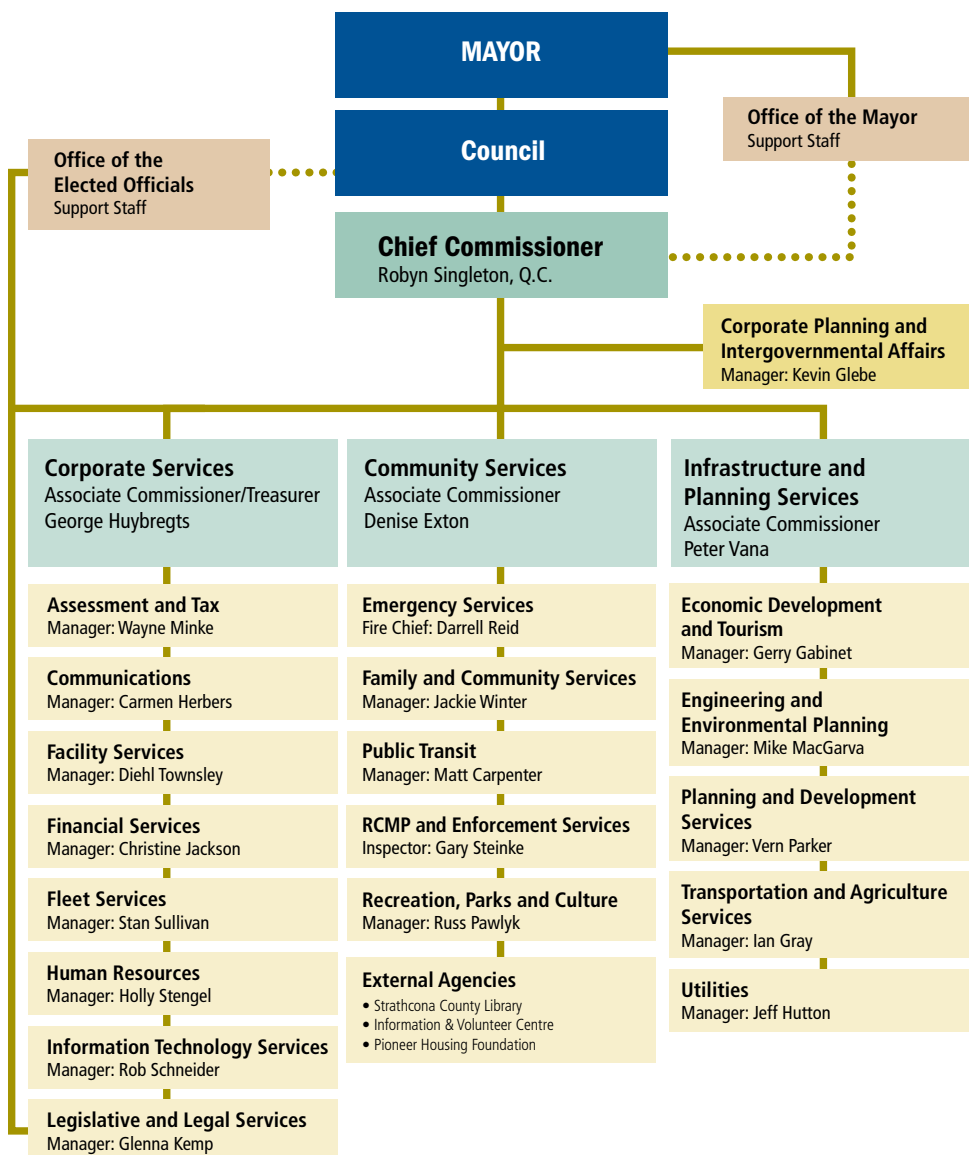 MAYOR
Office of the Mayor
Support Staff
Council
Office of the
Elected Officials
Support Staff
Chief Commissioner
Robyn Singleton, Q.C.
Corporate Planning and
Intergovernmental Affairs
Manager: Kevin Glebe
Corporate Services
Associate Commissioner/Treasurer
George Huybregts
Assessment and Tax
Manager: Wayne Minke
Communications
Manager: Carmen Herbers
Facility Services
Manager: Diehl Townsley
Financial Services
Manager: Christine Jackson
Fleet Services
Manager: Stan Sullivan
Human Resources
Manager: Holly Stengel
Information Technology Services
Manager: Rob Schneider
Legislative and Legal Services
Manager: Glenna Kemp
Community Services
Associate Commissioner
Denise Exton
Emergency Services
Fire Chief: Darrell Reid
Family and Community Services
Manager: Jackie Winter
Public Transit
Manager: Matt Carpenter
RCMP and Enforcement Services
Inspector: Gary Steinke
Recreation, Parks and Culture
Manager: Russ Pawlyk
External Agencies
• Strathcona County Library
• Information & Volunteer Centre
• Pioneer Housing Foundation
Infrastructure and
Planning Services
Associate Commissioner
Peter Vana
Economic Development
and Tourism
Manager: Gerry Gabinet
Engineering and
Environmental Planning
Manager: Mike MacGarva
Planning and Development
Services
Manager: Vern Parker
Transportation and Agriculture
Services
Manager: Ian Gray
Utilities
Manager: Jeff Hutton